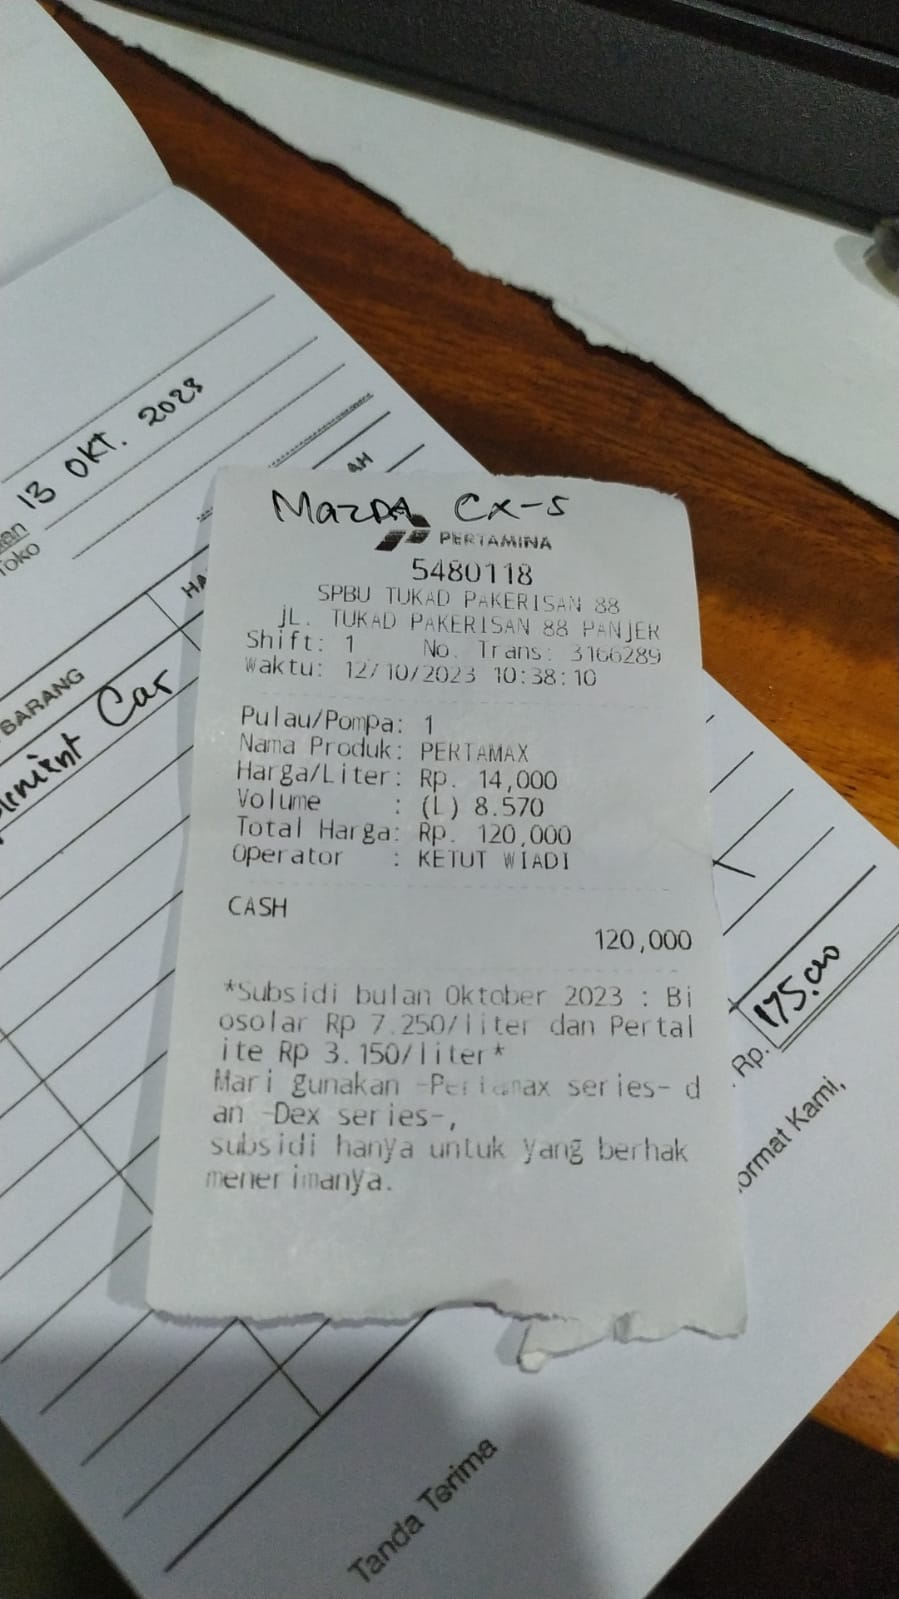 13 OKT. 2023
Toko
AH
HA
BARANG
Car
MAZDA CX-5
PERTAMINA
5480118
SPBU TUKAD PAKERISAN 88
jL. TUKAD PAKERISAN 88 PANJER
Shift: 1 No. Trans: 3166289
Waktu: 12/10/2023 10:38:10
Pulau/Pompa: 1
Nama Produk: PERTAMAX
Harga/Liter: Rp. 14,000
Volume : (L) 8.570
Total Harga: Rp. 120,000
Operator : KETUT WIADI
CASH
120,000
*Subsidi bulan Oktober 2023 : Bi
osolar Rp 7.250/liter dan Pertal
ite Rp 3.150/liter*
Mari gunakan -Pertamax series- d
an -Dex series-,
subsidi hanya untuk yang berhak
menerimanya.
Rp. 175.000
ormat Kami,
Tanda Terima